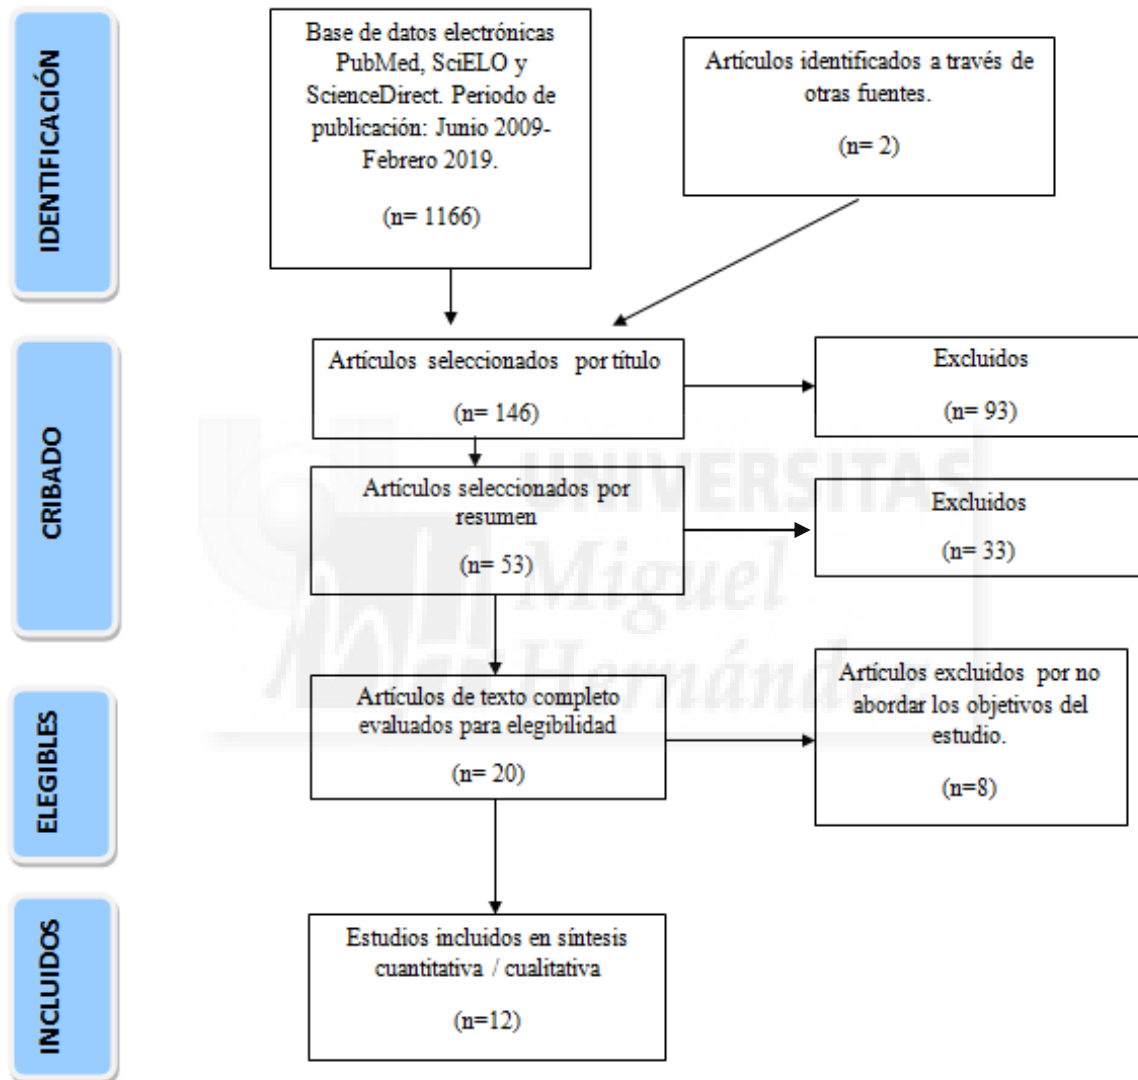 IDENTIFICACIÓN
Base de datos electrónicas
PubMed, SciELO y
ScienceDirect. Periodo de
publicación: Junio 2009-
Febrero 2019.
(n= 1166)
Artículos identificados a través de
otras fuentes.
(n= 2)
CRIBADO
Artículos seleccionados por título
(n= 146)
Excluidos
(n= 93)
Artículos seleccionados por
resumen
(n= 53)
Excluidos
(n= 33)
UNIVERSITAS
Miguel
Hernández
ELEGIBLES
Artículos de texto completo
evaluados para elegibilidad
(n= 20)
Artículos excluidos por no
abordar los objetivos del
estudio.
(n=8)
INCLUIDOS
Estudios incluidos en síntesis
cuantitativa / cualitativa
(n=12)